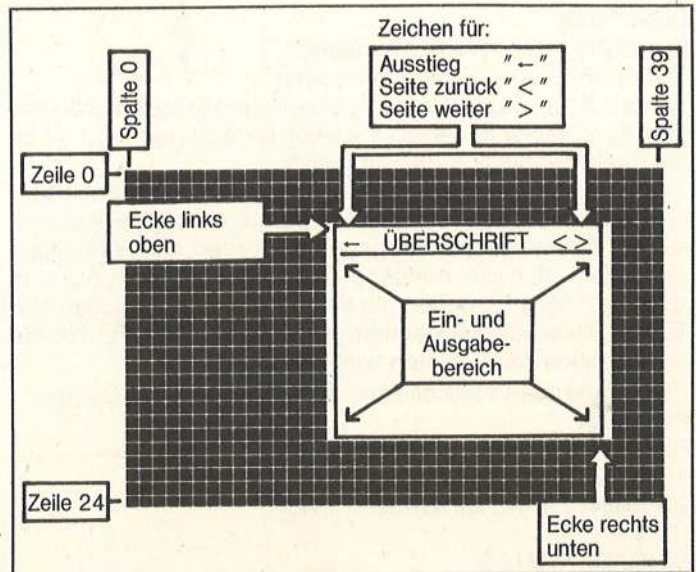 Zeichen für:
Ausstieg "←"
Seite zurück "<"
Seite weiter ">"
Spalte 0
Spalte 39
Zeile 0
Ecke links
oben
← ÜBERSCHRIFT <>
Ein- und
Ausgabe-
bereich
Zeile 24
Ecke rechts
unten